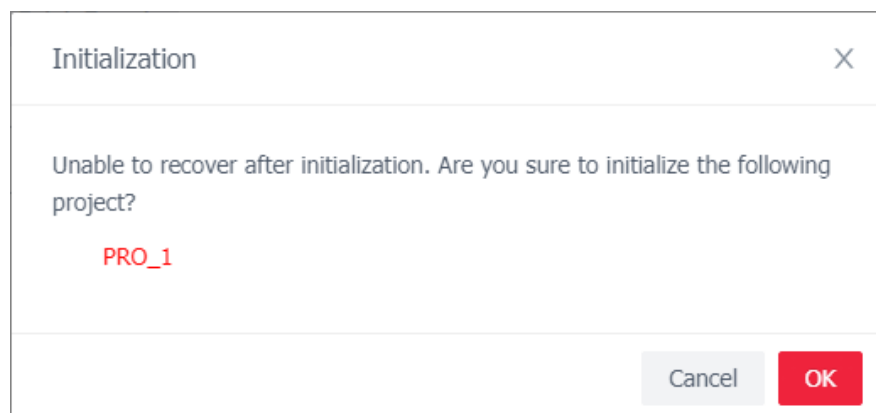 Initialization
Unable to recover after initialization. Are you sure to initialize the following
project?
PRO_1
Cancel
OK